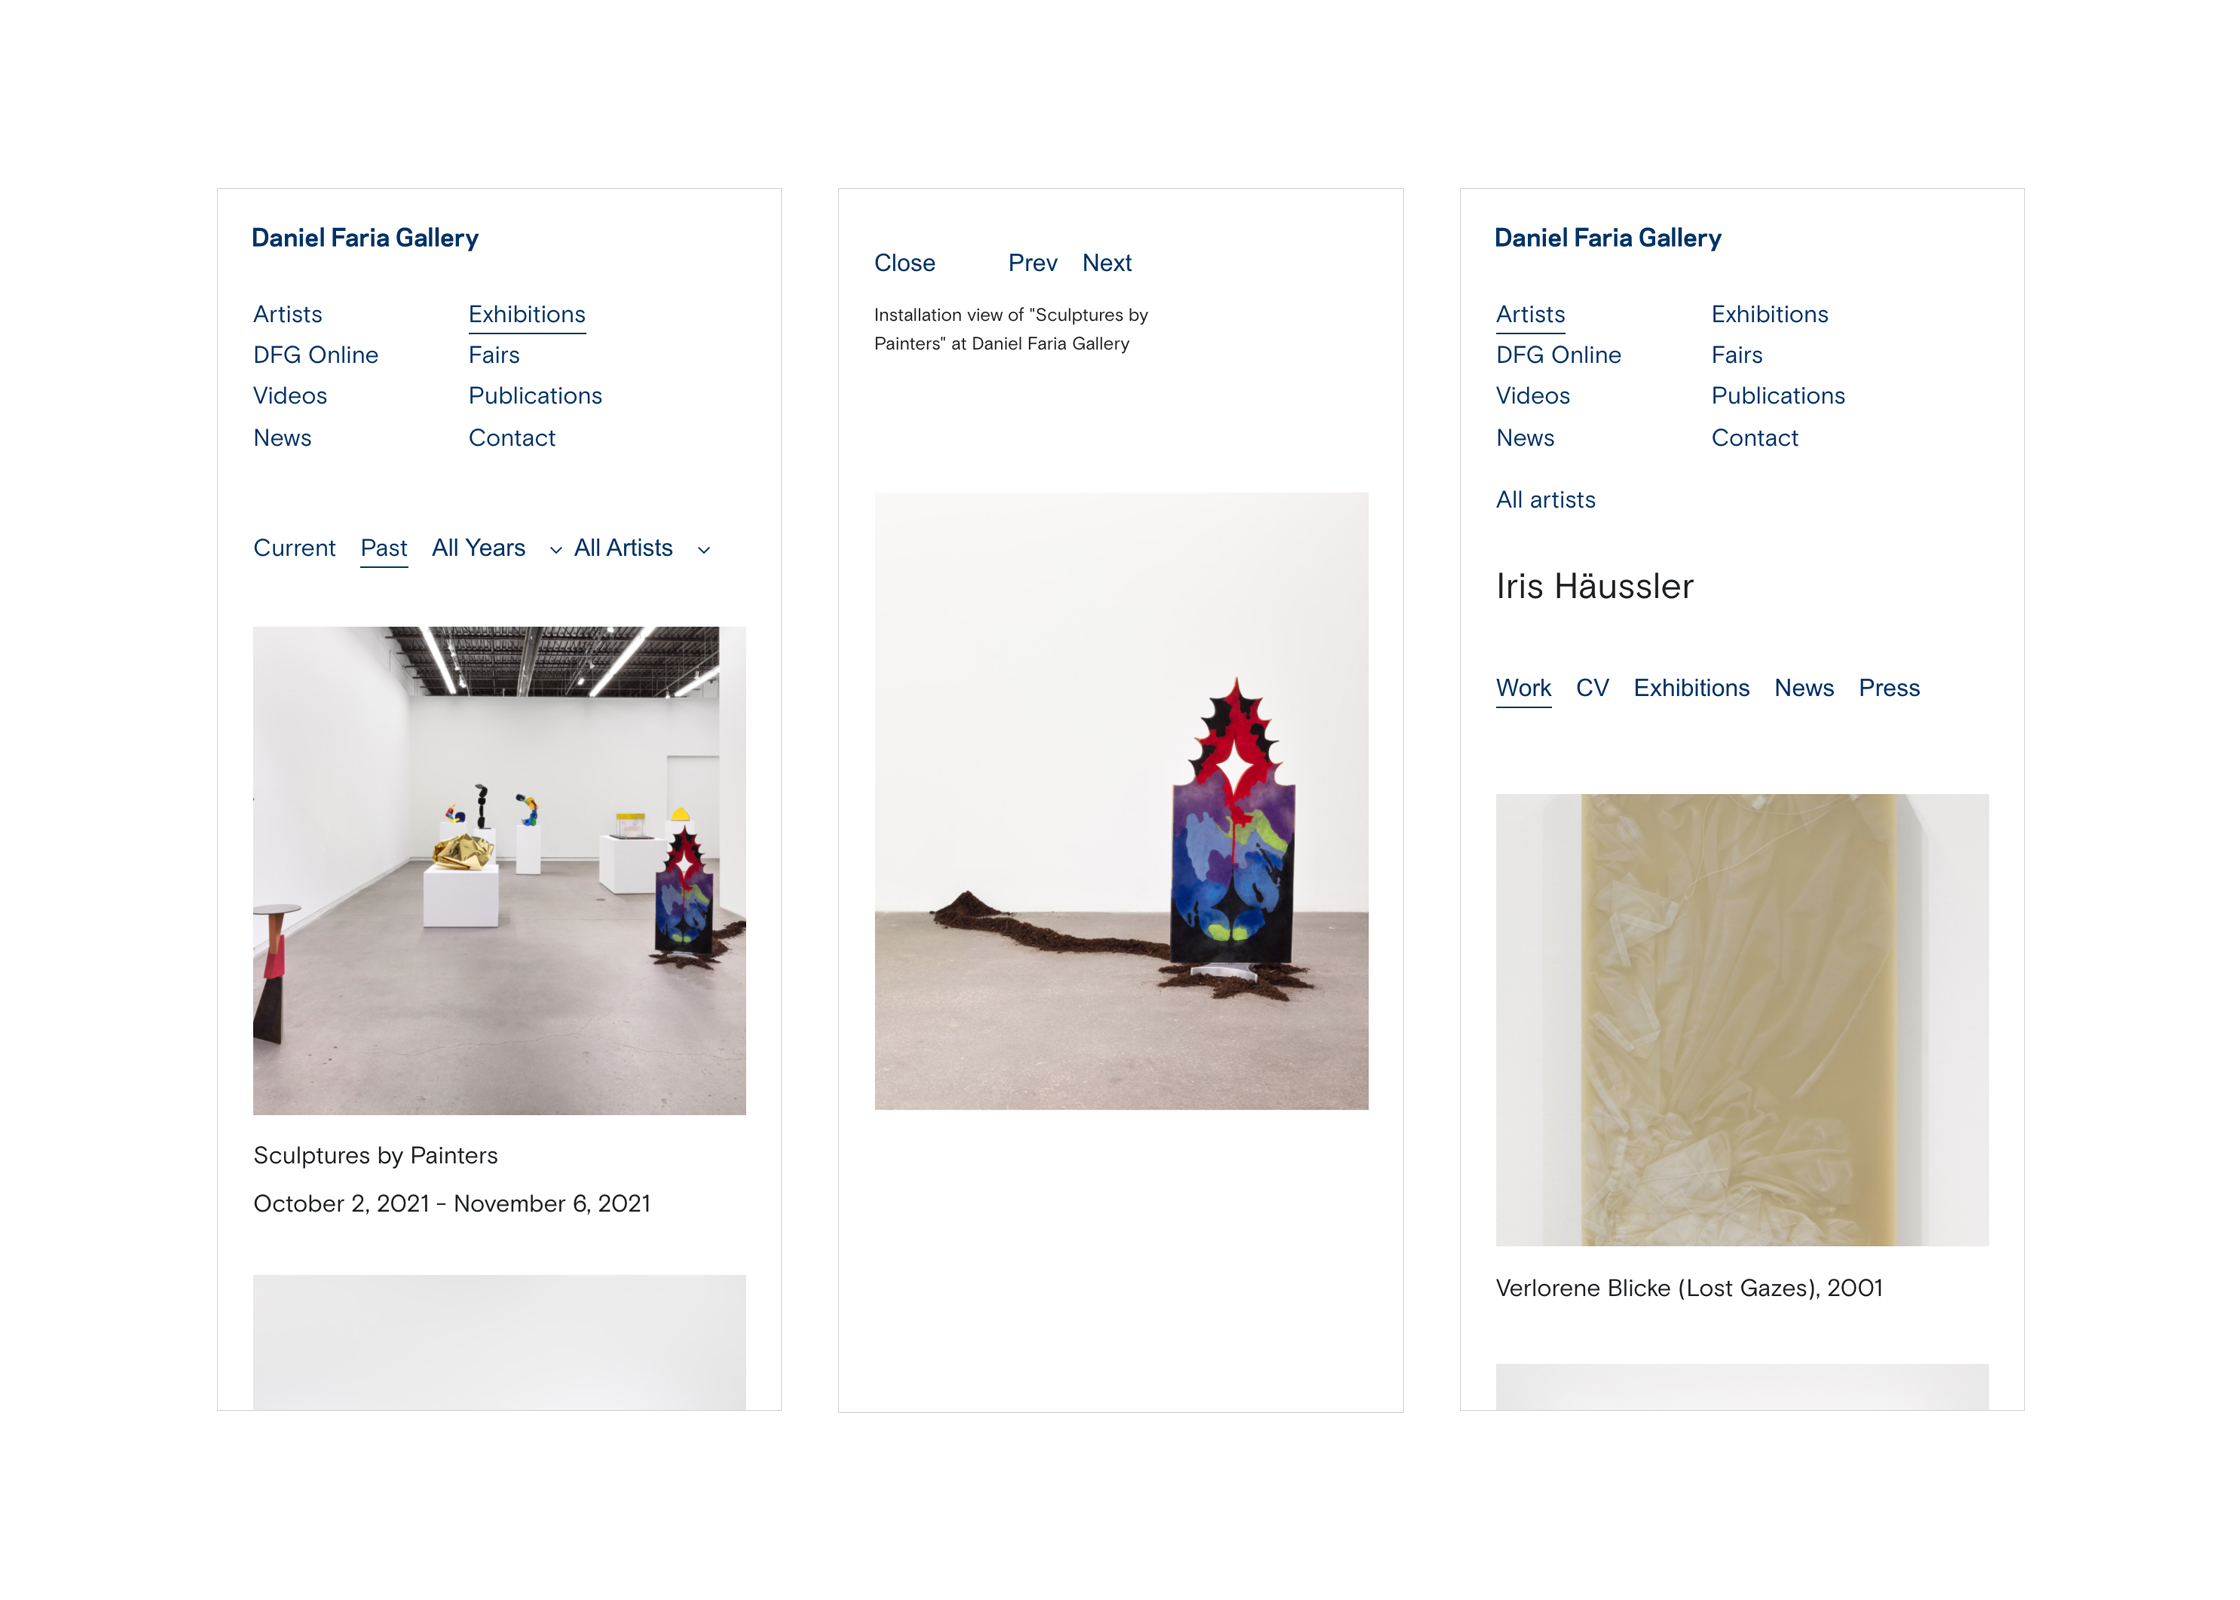 Daniel Faria Gallery
Artists Exhibitions
DFG Online Fairs
Videos Publications
News Contact
Current Past All Years All Artists
Sculptures by Painters
October 2, 2021 – November 6, 2021
Close Prev Next
Installation view of "Sculptures by
Painters" at Daniel Faria Gallery
Daniel Faria Gallery
Artists Exhibitions
DFG Online Fairs
Videos Publications
News Contact
All artists
Iris Häussler
Work CV Exhibitions News Press
Verlorene Blicke (Lost Gazes), 2001